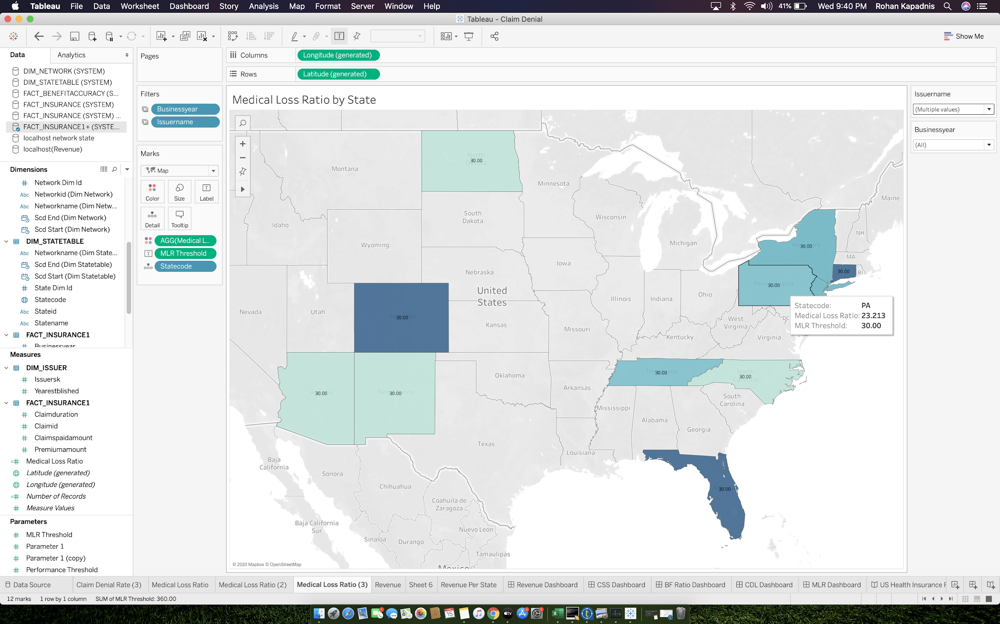 Tableau File Data Worksheet Dashboard Story Analysis Map Format Server Window Help 41% Wed 9:40 PM Rohan Kapadnis
Tableau - Claim Denial
Show Me
Data Analytics
DIM_NETWORK (SYSTEM)
DIM_STATETABLE (SYSTEM)
FACT_BENEFITACCURACY (S...
FACT_INSURANCE (SYSTEM)
FACT_INSURANCE (SYSTEM) ...
FACT_INSURANCE1+ (SYSTE...
localhost network state
localhost(Revenue)
Dimensions
# Network Dim Id
Abc Networkid (Dim Network)
Abc Networkname (Dim Netw...
Scd End (Dim Network)
Scd Start (Dim Network)
DIM_STATETABLE
Abc Networkname (Dim State...
Scd End (Dim Statetable)
Scd Start (Dim Statetable)
# State Dim Id
Statecode
Abc Stateid
Abc Statename
FACT_INSURANCE1
# Businessyear
Measures
DIM_ISSUER
# Issuersk
# Yearestblished
FACT_INSURANCE1
# Claimduration
# Claimid
# Claimspaidamount
# Premiumamount
=# Medical Loss Ratio
Latitude (generated)
Longitude (generated)
=# Number of Records
# Measure Values
Parameters
# MLR Threshold
# Parameter 1
# Parameter 1 (copy)
# Performance Threshold
Pages
Filters
Businessyear
Issuername
Marks
Map
Color Size Label
Detail Tooltip
AGG(Medical L..
MLR Threshold
Statecode
Columns Longitude (generated)
Rows Latitude (generated)
Medical Loss Ratio by State
North
Dakota
30.00
Montana
Minnesota
Maine
South
Dakota
Wisconsin
Idaho
NH
Michigan
Wyoming
New York
30.00
MA
Iowa
Nebraska
30.00
RI
Pennsylvania
30.00
United
States
Ohio
Illinois
Indiana
Nevada
Utah
Colorado
30.00
Statecode: PA
Medical Loss Ratio: 23.213
MLR Threshold: 30.00
West
Virginia
DC
Kansas
Missouri
Kentucky
Virginia
Tennessee
30.00
North
Carolina
30.00
Oklahoma
Arkansas
Arizona
30.00
New Mexico
30.00
South
Carolina
Mississippi
Alabama
Georgia
Texas
Louisiana
Baja
California
Sonora
Chihuahua
Florida
30.00
Coahuila de
Zaragoza
Baja California
Sur
Nuevo León
Sinaloa
Durango
Tamaulipas
Mexico
© 2020 Mapbox © OpenStreetMap
Issuername
(Multiple values)
Businessyear
(All)
Data Source Claim Denial Rate (3) Medical Loss Ratio Medical Loss Ratio (2) Medical Loss Ratio (3) Revenue Sheet 6 Revenue Per State Revenue Dashboard CSS Dashboard BF Ratio Dashboard CDL Dashboard MLR Dashboard US Health Insurance F
12 marks 1 row by 1 column SUM of MLR Threshold: 360.00